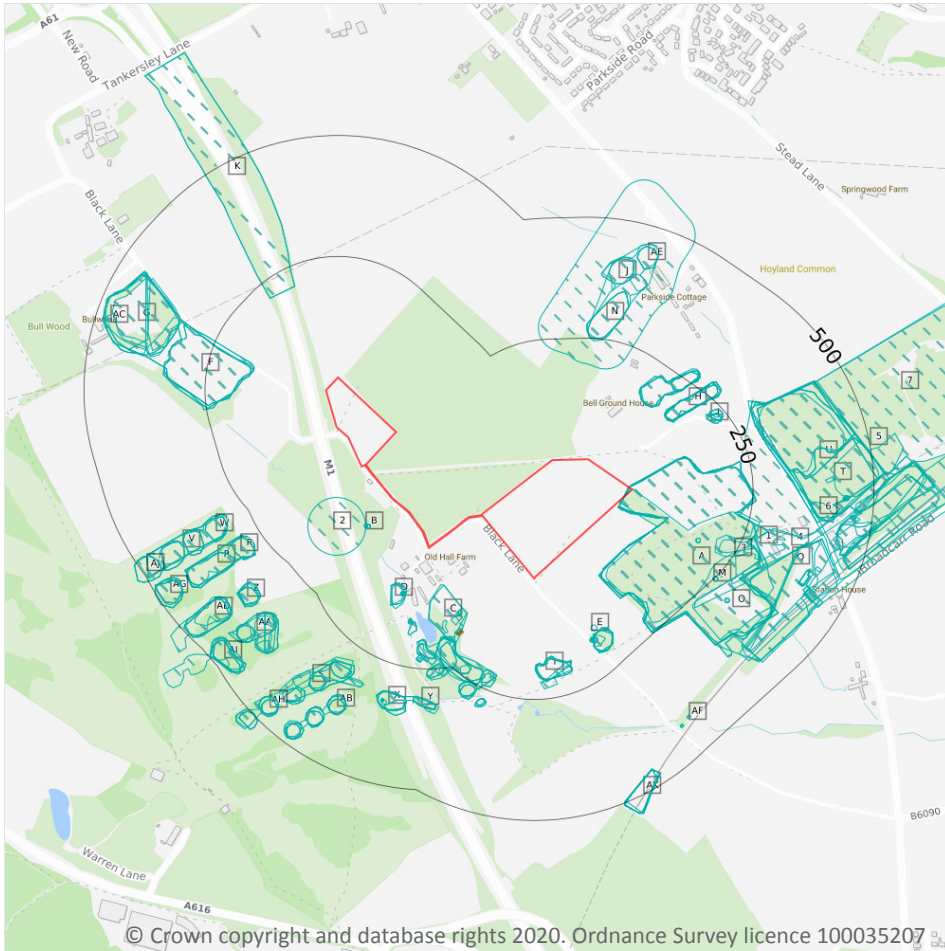 A61
New Road
Tankersley Lane
Parkside Road
K
Stead Lane
Springwood Farm
Black Lane
AE
J
Hoyland Common
Parkside Cottage
N
AC
G
Bull Wood
F
500
7
H
Bell Ground House
250
5
U
T
M1
6
2
B
W
V
Black Lane
1
4
R
P
3
Q
A
Broadcarr Road
Old Hall Farm
AJ
M
AG
Z
D
O
Station House
C
E
AA
AI
L
AH
AB
X
Y
AF
AK
B6090
Warren Lane
A616
© Crown copyright and database rights 2020. Ordnance Survey licence 100035207